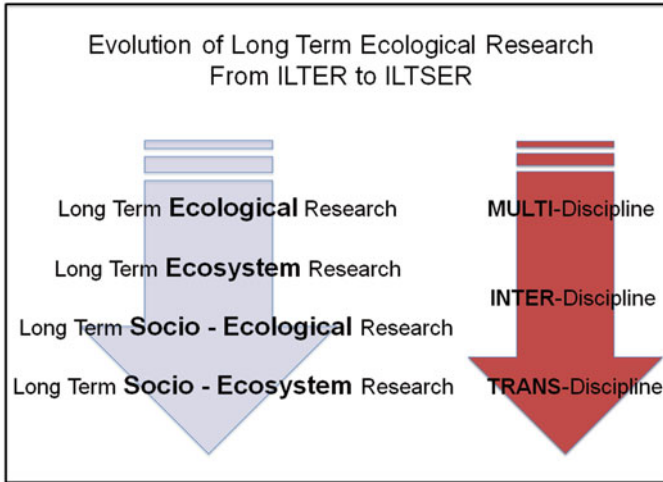 Evolution of Long Term Ecological Research
From ILTER to ILTSER
Long Term Ecological Research
Long Term Ecosystem Research
Long Term Socio - Ecological Research
Long Term Socio - Ecosystem Research
MULTI-Discipline
INTER-Discipline
TRANS-Discipline